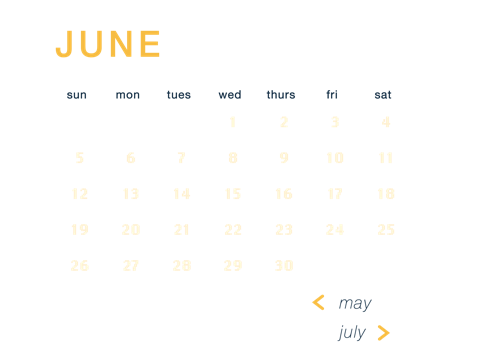 JUNE
sun mon tues wed thurs fri sat
1 2 3 4
5 6 7 8 9 10 11
12 13 14 15 16 17 18
19 20 21 22 23 24 25
26 27 28 29 30
may
july